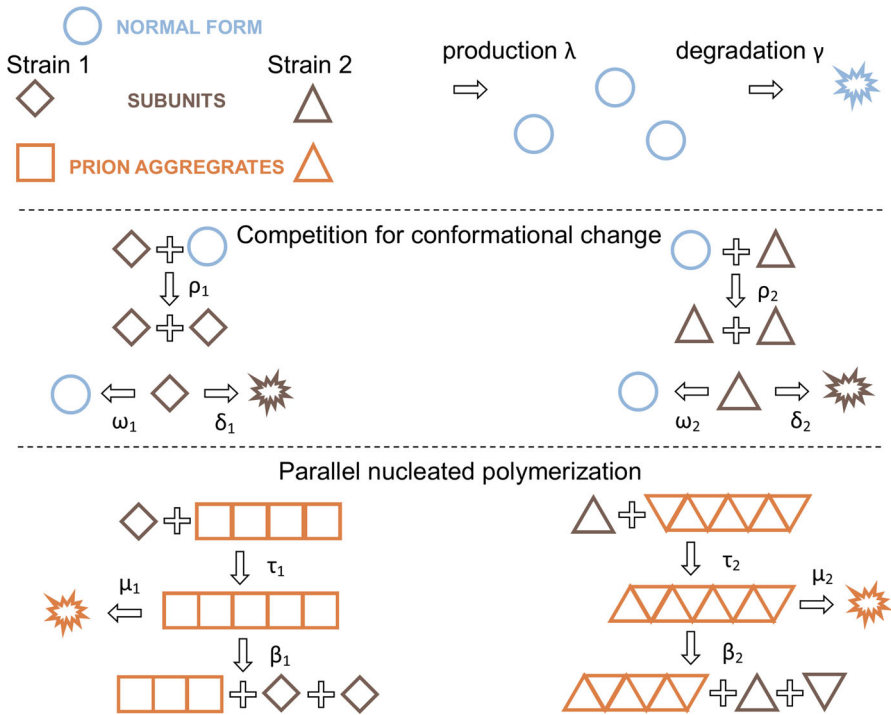 NORMAL FORM
Strain 1
Strain 2
SUBUNITS
PRION AGGREGRATES
production λ
degradation γ
Competition for conformational change
ρ1
ρ2
ω1
δ1
ω2
δ2
Parallel nucleated polymerization
τ1
τ2
μ1
μ2
β1
β2